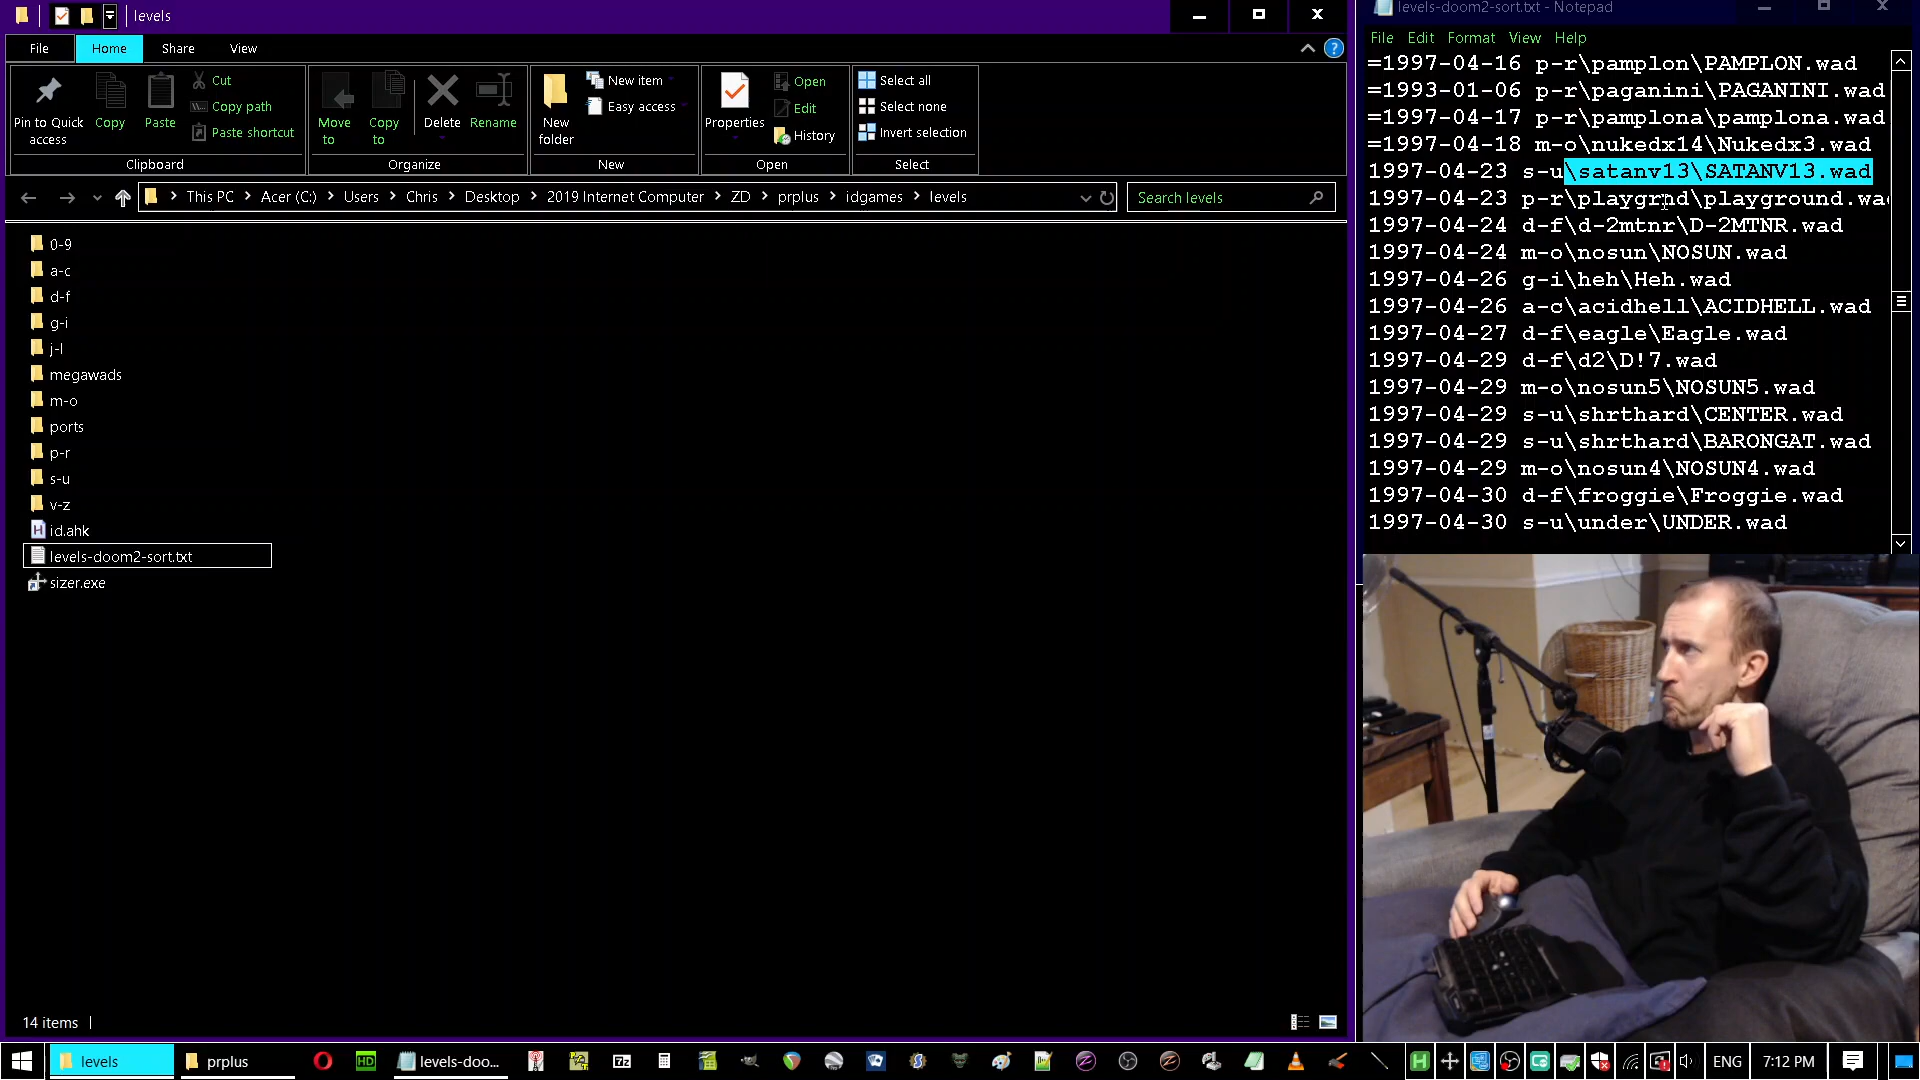 levels
levels-doom2-sort.txt - Notepad
File Home Share View
File Edit Format View Help
Pin to Quick access
Copy
Paste
Cut
Copy path
Paste shortcut
Clipboard
Move to
Copy to
Delete
Rename
Organize
New folder
New item
Easy access
New
Properties
Open
Edit
History
Open
Select all
Select none
Invert selection
Select
This PC > Acer (C:) > Users > Chris > Desktop > 2019 Internet Computer > ZD > prplus > idgames > levels
Search levels
0-9
a-c
d-f
g-i
j-l
megawads
m-o
ports
p-r
s-u
v-z
id.ahk
levels-doom2-sort.txt
sizer.exe
14 items
=1997-04-16 p-r\pamplon\PAMPLON.wad
=1993-01-06 p-r\paganini\PAGANINI.wad
=1997-04-17 p-r\pamplona\pamplona.wad
=1997-04-18 m-o\nukedx14\Nukedx3.wad
1997-04-23 s-u\satanv13\SATANV13.wad
1997-04-23 p-r\playgrnd\playground.wad
1997-04-24 d-f\d-2mtnr\D-2MTNR.wad
1997-04-24 m-o\nosun\NOSUN.wad
1997-04-26 g-i\heh\Heh.wad
1997-04-26 a-c\acidhell\ACIDHELL.wad
1997-04-27 d-f\eagle\Eagle.wad
1997-04-29 d-f\d2\D!7.wad
1997-04-29 m-o\nosun5\NOSUN5.wad
1997-04-29 s-u\shrthard\CENTER.wad
1997-04-29 s-u\shrthard\BARONGAT.wad
1997-04-29 m-o\nosun4\NOSUN4.wad
1997-04-30 d-f\froggie\Froggie.wad
1997-04-30 s-u\under\UNDER.wad
levels
prplus
HD
levels-doo...
7z
ENG
7:12 PM